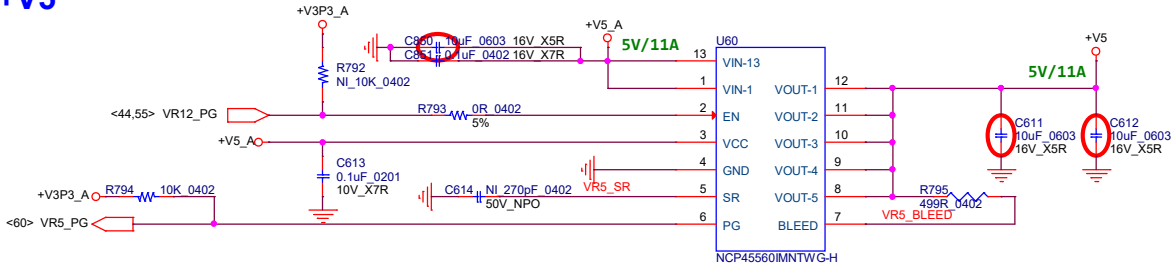 +V5
+V3P3_A
R792
NI_10K_0402
C860 10uF_0603 16V_X5R
C851 0.1uF_0402 16V_X7R
+V5_A
5V/11A
U60
+V5
5V/11A
13 VIN-13
1 VIN-1
2 EN
3 VCC
4 GND
5 SR
6 PG
VOUT-1 12
VOUT-2 11
VOUT-3 10
VOUT-4 9
VOUT-5 8
BLEED 7
NCP45560IMNTWG-H
<44,55> VR12_PG
R793 0R_0402
5%
+V5_A
C613
0.1uF_0201
10V_X7R
VR5_SR
C614 NI_270pF_0402
50V_NPO
+V3P3_A
R794 10K_0402
<60> VR5_PG
C611
10uF_0603
16V_X5R
C612
10uF_0603
16V_X5R
R795
499R_0402
VR5_BLEED